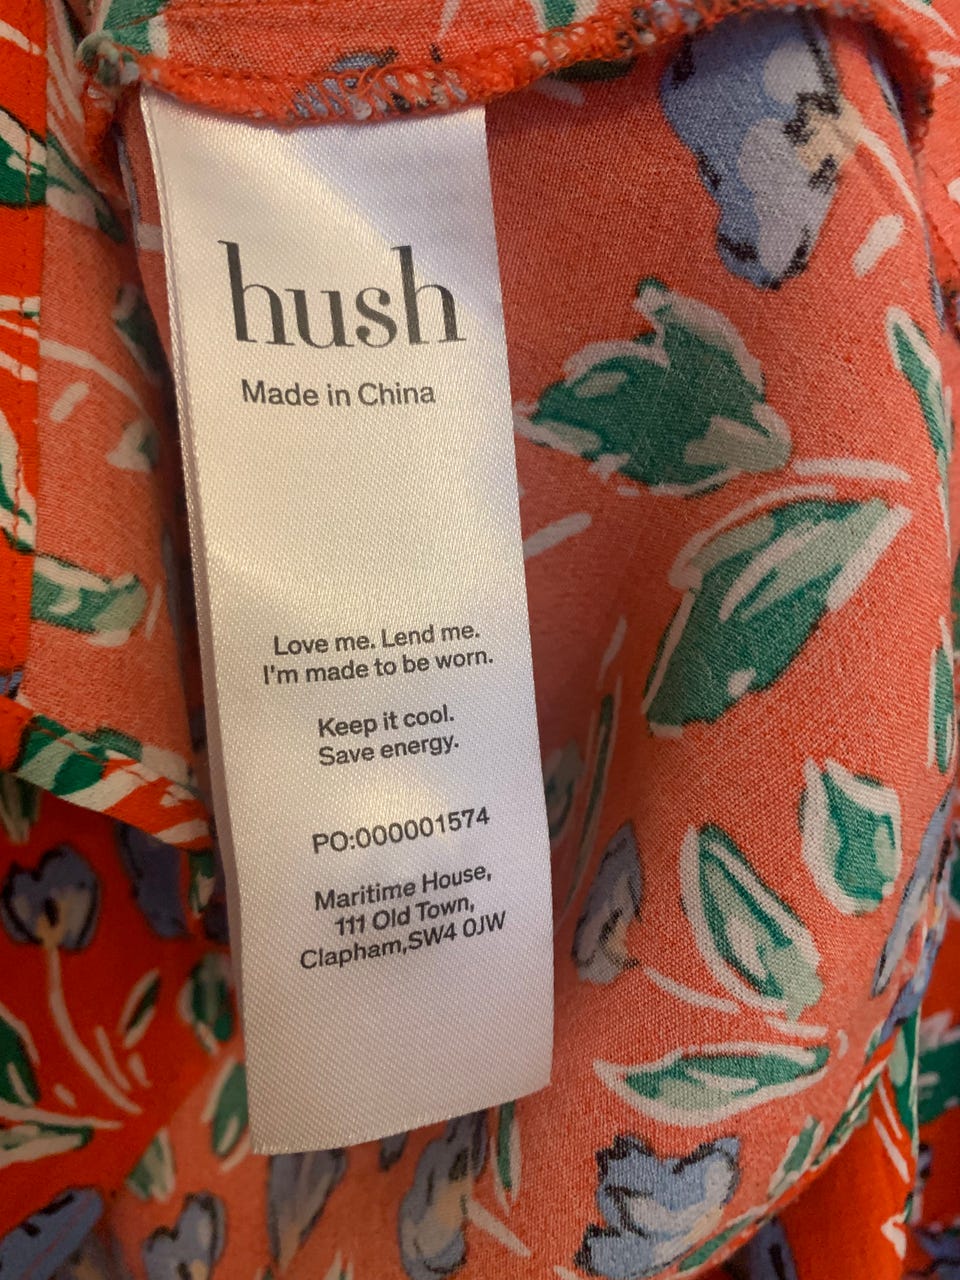 hush
Made in China
Love me. Lend me.
I'm made to be worn.
Keep it cool.
Save energy.
PO:000001574
Maritime House,
111 Old Town,
Clapham,SW4 0JW